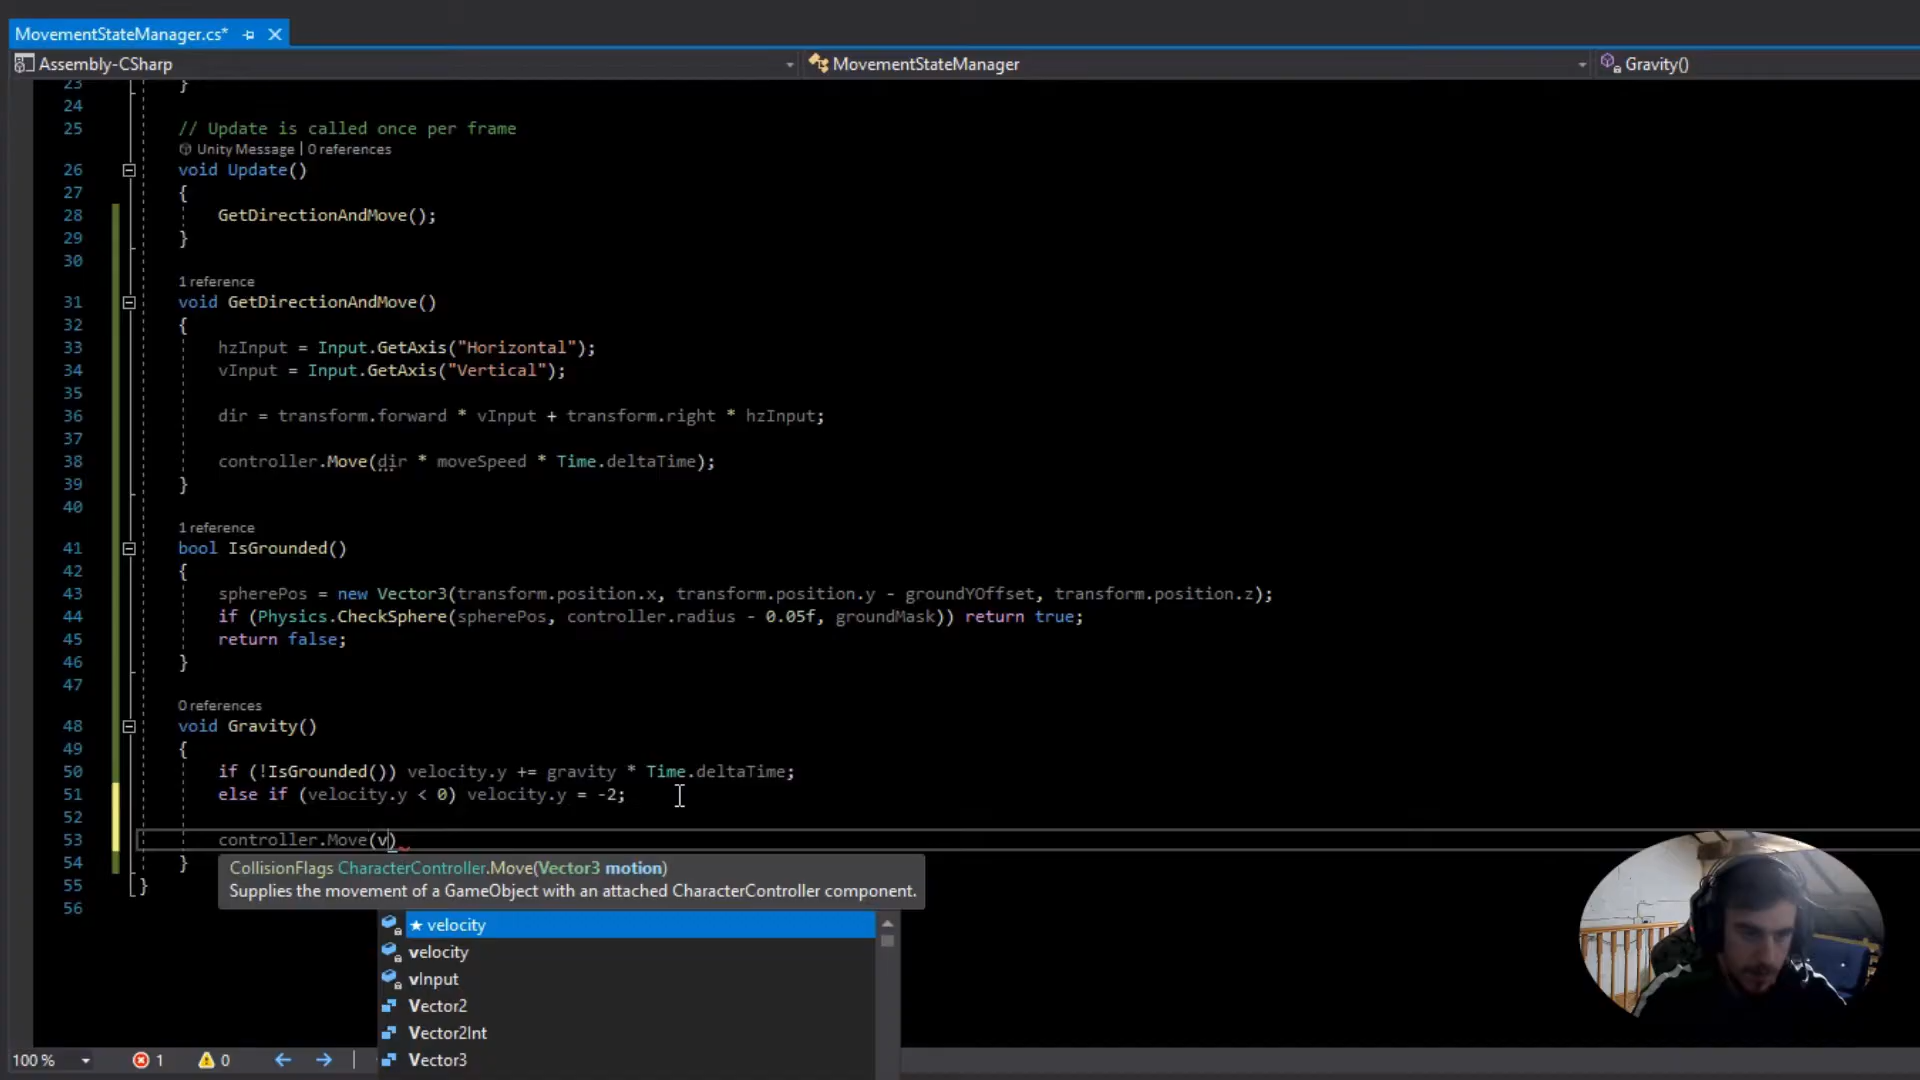 MovementStateManager.cs*
Assembly-CSharp MovementStateManager Gravity()
23 }
24
25 // Update is called once per frame
Unity Message | 0 references
26 void Update()
27 {
28 GetDirectionAndMove();
29 }
30
1 reference
31 void GetDirectionAndMove()
32 {
33 hzInput = Input.GetAxis("Horizontal");
34 vInput = Input.GetAxis("Vertical");
35
36 dir = transform.forward * vInput + transform.right * hzInput;
37
38 controller.Move(dir * moveSpeed * Time.deltaTime);
39 }
40
1 reference
41 bool IsGrounded()
42 {
43 spherePos = new Vector3(transform.position.x, transform.position.y - groundYOffset, transform.position.z);
44 if (Physics.CheckSphere(spherePos, controller.radius - 0.05f, groundMask)) return true;
45 return false;
46 }
47
0 references
48 void Gravity()
49 {
50 if (!IsGrounded()) velocity.y += gravity * Time.deltaTime;
51 else if (velocity.y < 0) velocity.y = -2;
52
53 controller.Move(v)
54 }
55 }
56
CollisionFlags CharacterController.Move(Vector3 motion)
Supplies the movement of a GameObject with an attached CharacterController component.
★ velocity
velocity
vInput
Vector2
Vector2Int
Vector3
100 % 1 0